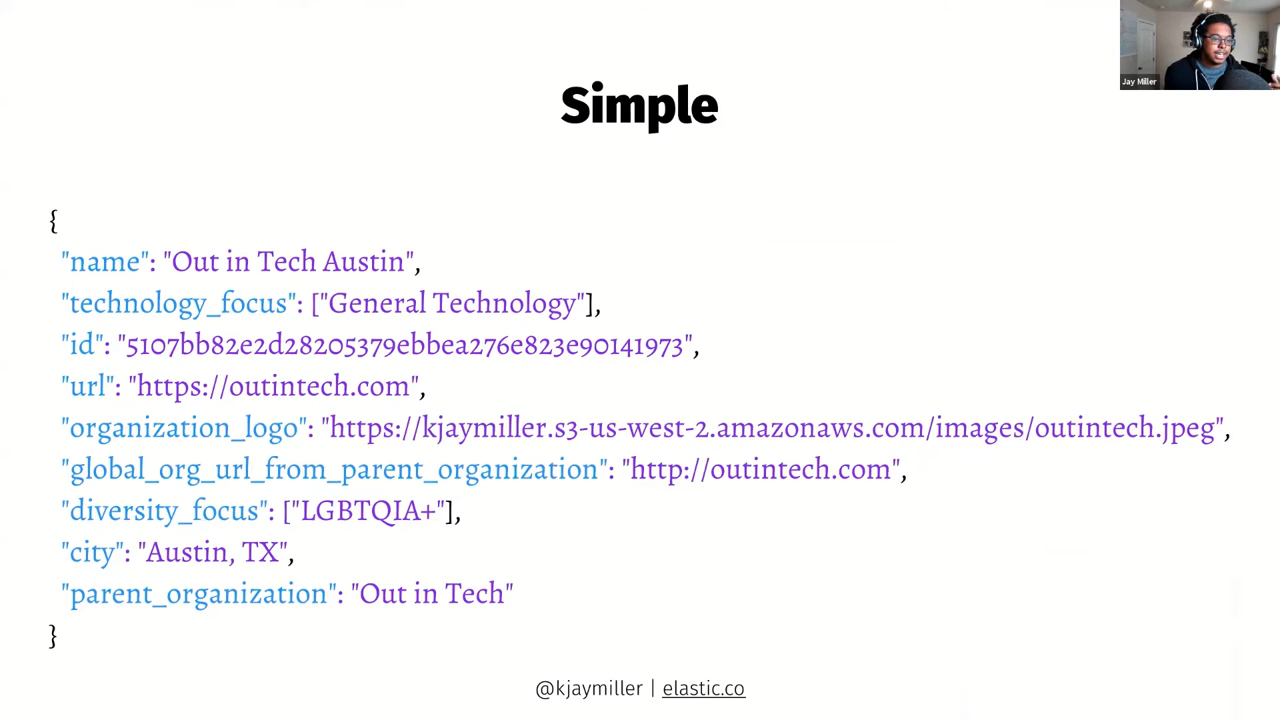 Jay Miller
Simple
{
"name": "Out in Tech Austin",
"technology_focus": ["General Technology"],
"id": "5107bb82e2d28205379ebbea276e823e90141973",
"url": "https://outintech.com",
"organization_logo": "https://kjaymiller.s3-us-west-2.amazonaws.com/images/outintech.jpeg",
"global_org_url_from_parent_organization": "http://outintech.com",
"diversity_focus": ["LGBTQIA+"],
"city": "Austin, TX",
"parent_organization": "Out in Tech"
}
@kjaymiller | elastic.co